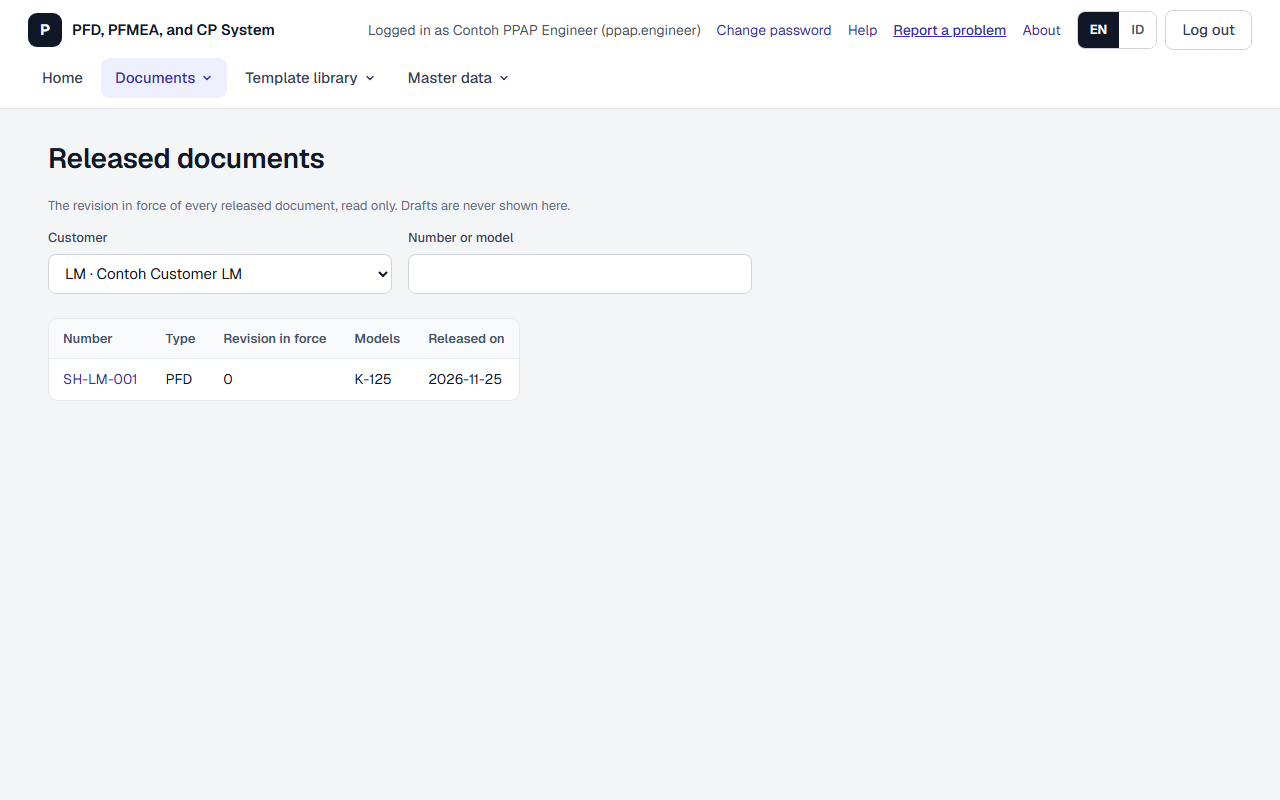 P PFD, PFMEA, and CP System Logged in as Contoh PPAP Engineer (ppap.engineer) Change password Help Report a problem About EN ID Log out
Home Documents Template library Master data
Released documents
The revision in force of every released document, read only. Drafts are never shown here.
Customer Number or model
LM · Contoh Customer LM
Number Type Revision in force Models Released on
SH-LM-001 PFD 0 K-125 2026-11-25